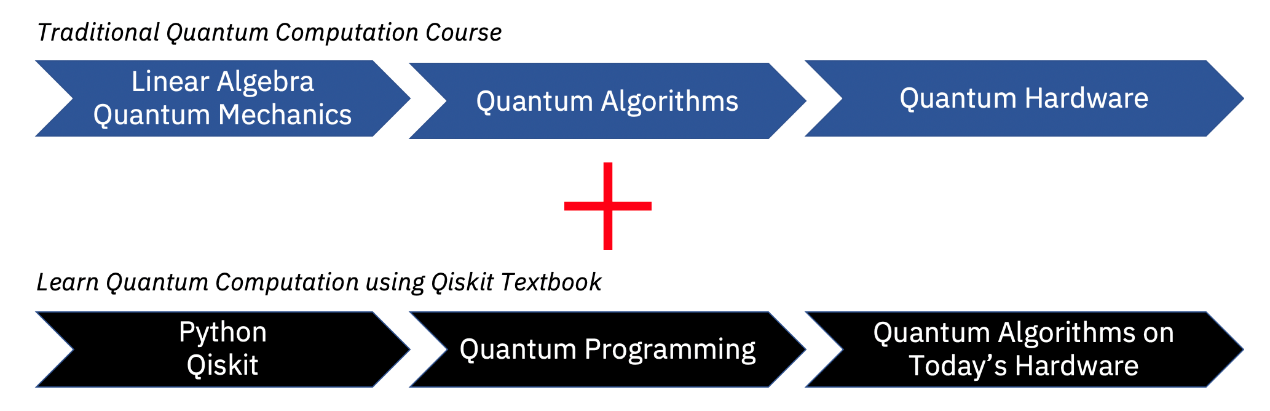 Traditional Quantum Computation Course
Linear Algebra
Quantum Mechanics
Quantum Algorithms
Quantum Hardware
Learn Quantum Computation using Qiskit Textbook
Python
Qiskit
Quantum Programming
Quantum Algorithms on
Today’s Hardware